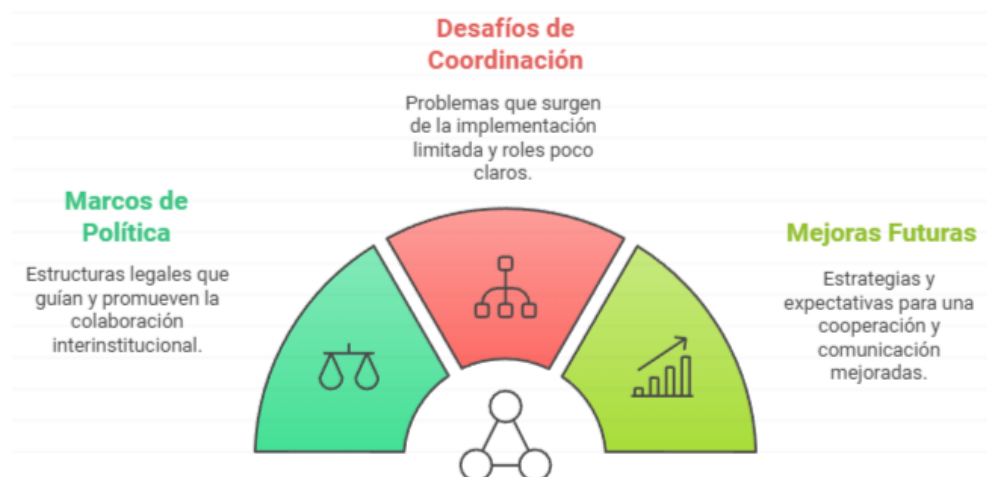 Desafíos de
Coordinación
Problemas que surgen
de la implementación
limitada y roles poco
claros.
Marcos de
Política
Estructuras legales que
guían y promueven la
colaboración
interinstitucional.
Mejoras Futuras
Estrategias y
expectativas para una
cooperación y
comunicación
mejoradas.